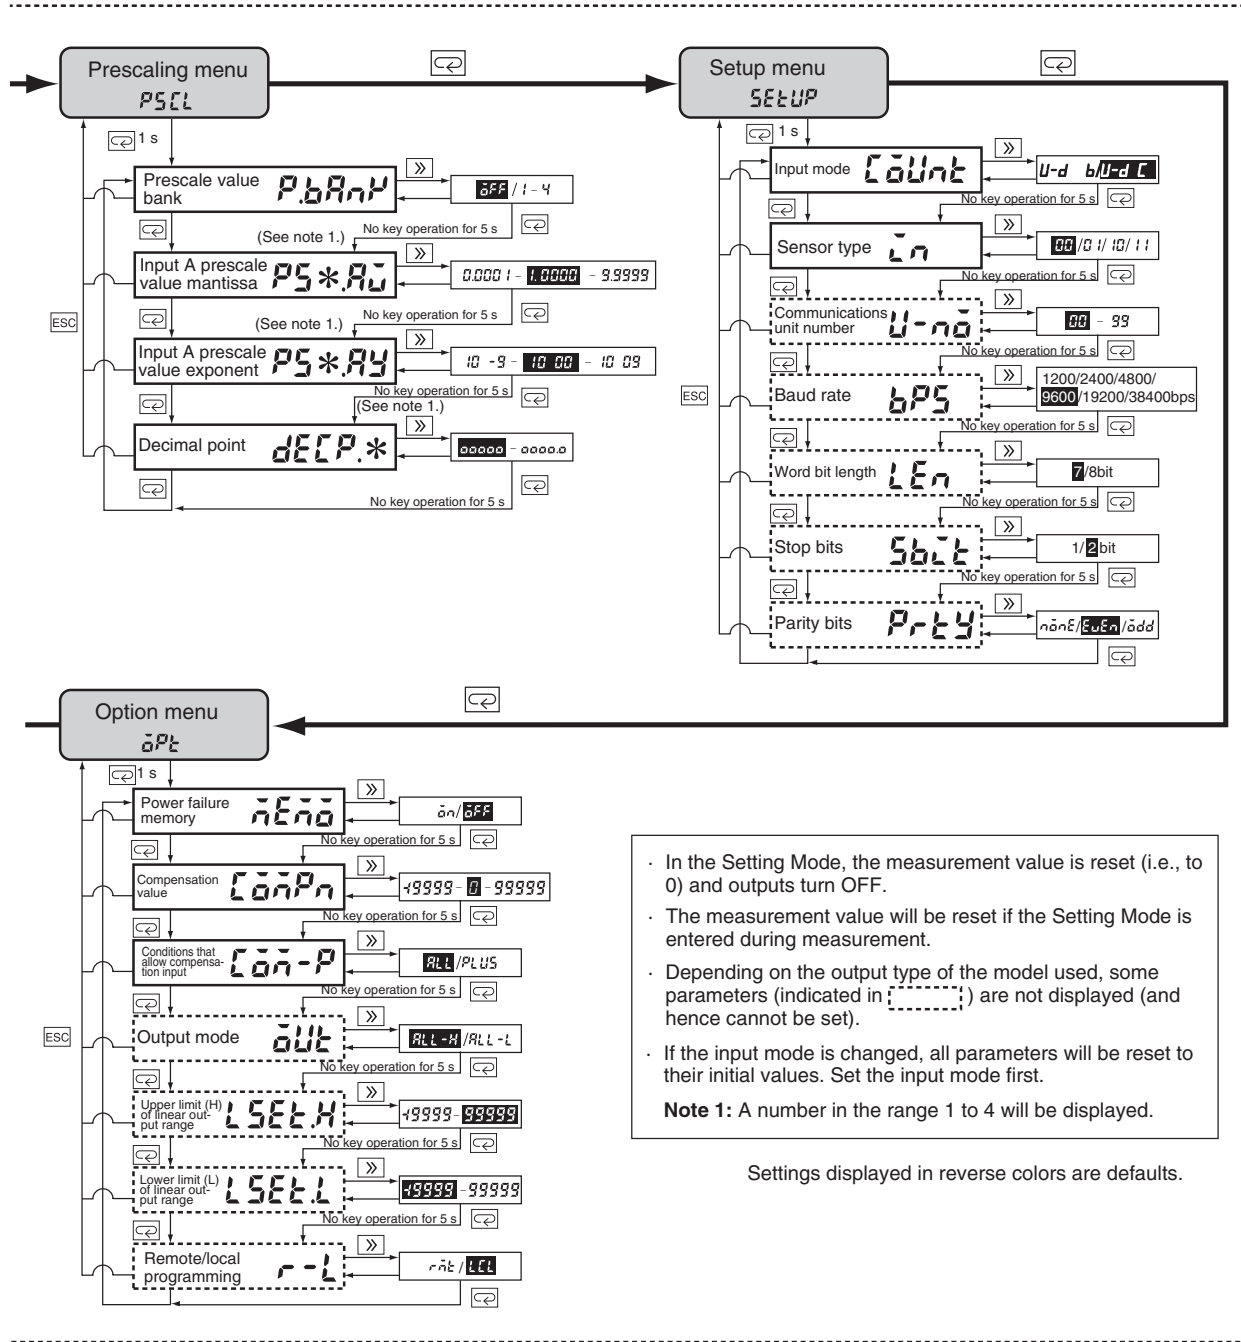 Prescaling menu
PSCL
1 s
Prescale value
bank
P.bAnK
OFF / 1 - 4
No key operation for 5 s
(See note 1.)
Input A prescale
value mantissa
PS*.AX
0.0001 - 1.0000 - 9.9999
No key operation for 5 s
(See note 1.)
ESC
Input A prescale
value exponent
PS*.AY
10 -9 - 10 00 - 10 09
No key operation for 5 s
(See note 1.)
Decimal point
dECP.*
ooooo - oooo.o
No key operation for 5 s
Setup menu
SEtUP
1 s
Input mode
CoUnt
U-d b/U-d C
No key operation for 5 s
Sensor type
in
00/01/10/11
No key operation for 5 s
Communications
unit number
U-no
00 - 99
No key operation for 5 s
ESC
Baud rate
bPS
1200/2400/4800/
9600/19200/38400bps
No key operation for 5 s
Word bit length
LEn
7/8bit
No key operation for 5 s
Stop bits
Sbit
1/2bit
No key operation for 5 s
Parity bits
PrtY
nonE/EvEn/odd
Option menu
oPt
1 s
Power failure
memory
mEmo
on/oFF
No key operation for 5 s
Compensation
value
ComPn
-19999 - 0 - 99999
No key operation for 5 s
Conditions that
allow compensa-
tion input
Com-P
ALL/PLUS
No key operation for 5 s
ESC
Output mode
oUt
ALL-H/ALL-L
No key operation for 5 s
Upper limit (H)
of linear out-
put range
LSEt.H
-19999 - 99999
No key operation for 5 s
Lower limit (L)
of linear out-
put range
LSEt.L
-19999 - 99999
No key operation for 5 s
Remote/local
programming
r-L
rmt / LCL
· In the Setting Mode, the measurement value is reset (i.e., to
0) and outputs turn OFF.
· The measurement value will be reset if the Setting Mode is
entered during measurement.
· Depending on the output type of the model used, some
parameters (indicated in ) are not displayed (and
hence cannot be set).
· If the input mode is changed, all parameters will be reset to
their initial values. Set the input mode first.
Note 1: A number in the range 1 to 4 will be displayed.
Settings displayed in reverse colors are defaults.